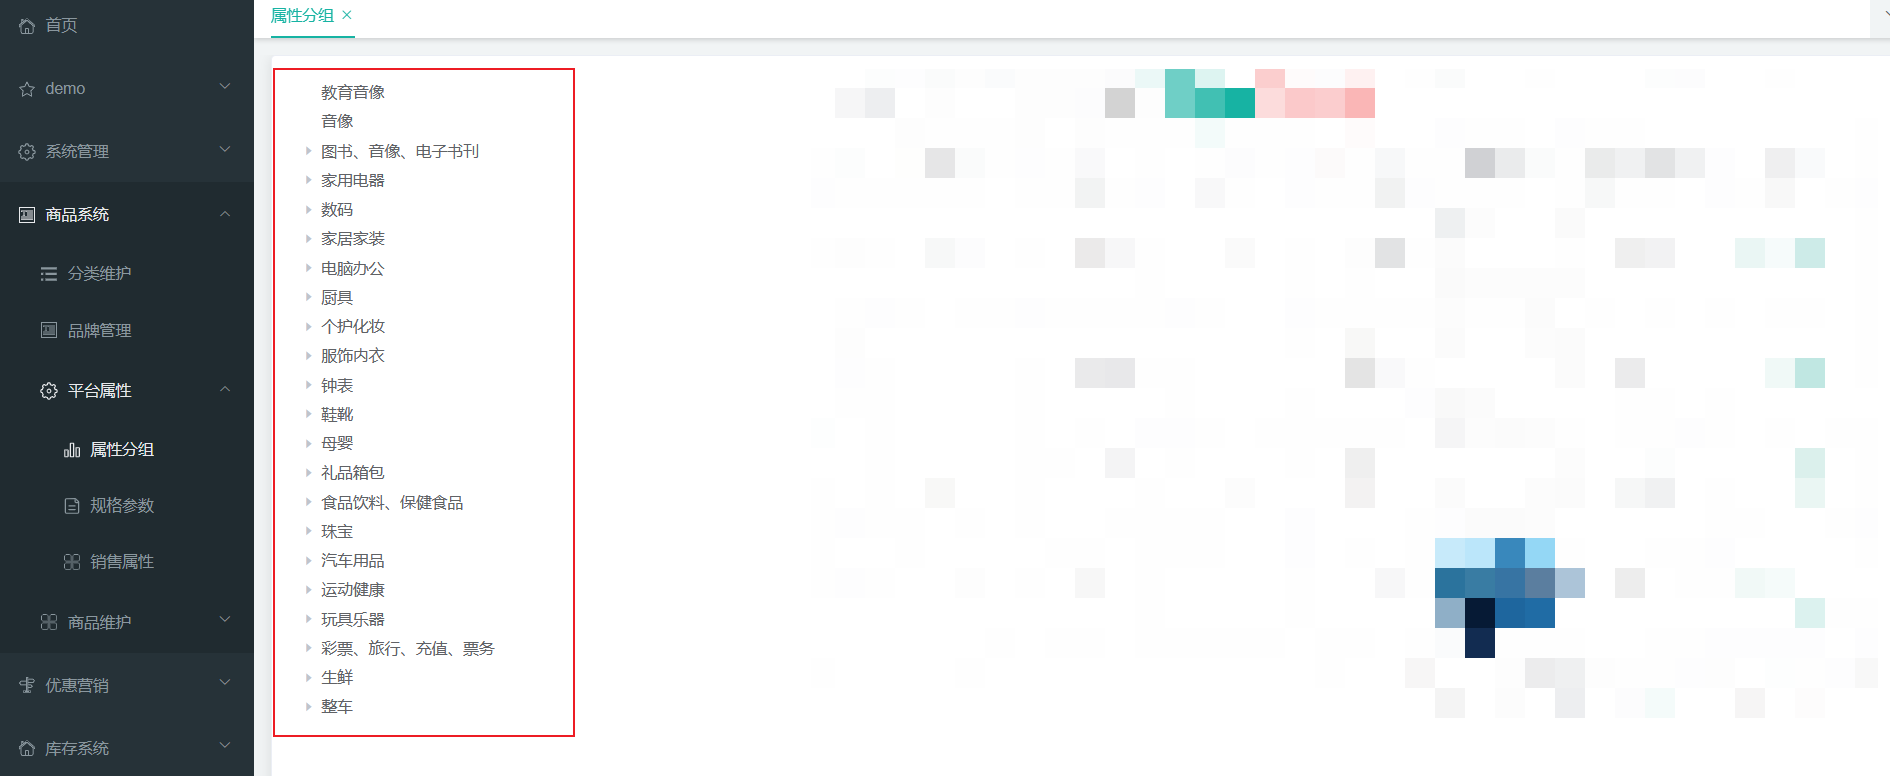 首页
demo
系统管理
商品系统
分类维护
品牌管理
平台属性
属性分组
规格参数
销售属性
商品维护
优惠营销
库存系统
属性分组
教育音像
音像
图书、音像、电子书刊
家用电器
数码
家居家装
电脑办公
厨具
个护化妆
服饰内衣
钟表
鞋靴
母婴
礼品箱包
食品饮料、保健食品
珠宝
汽车用品
运动健康
玩具乐器
彩票、旅行、充值、票务
生鲜
整车